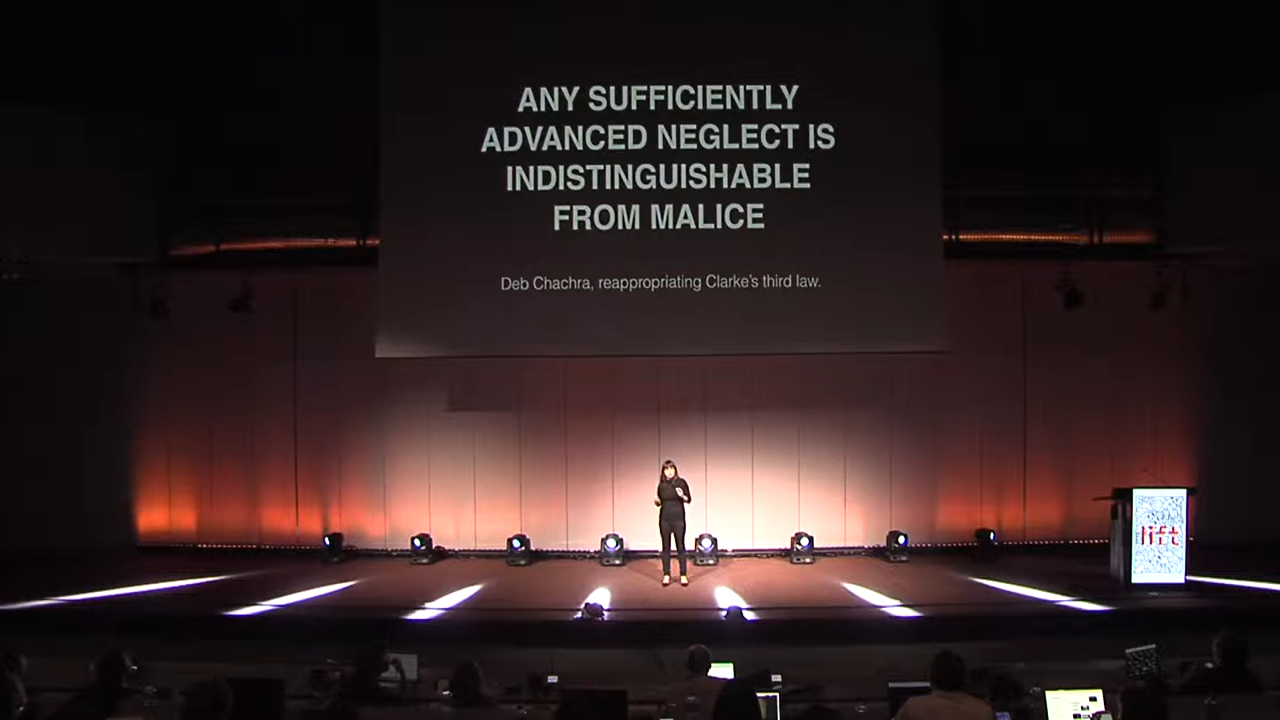 ANY SUFFICIENTLY
ADVANCED NEGLECT IS
INDISTINGUISHABLE
FROM MALICE
Deb Chachra, reappropriating Clarke's third law.
lift